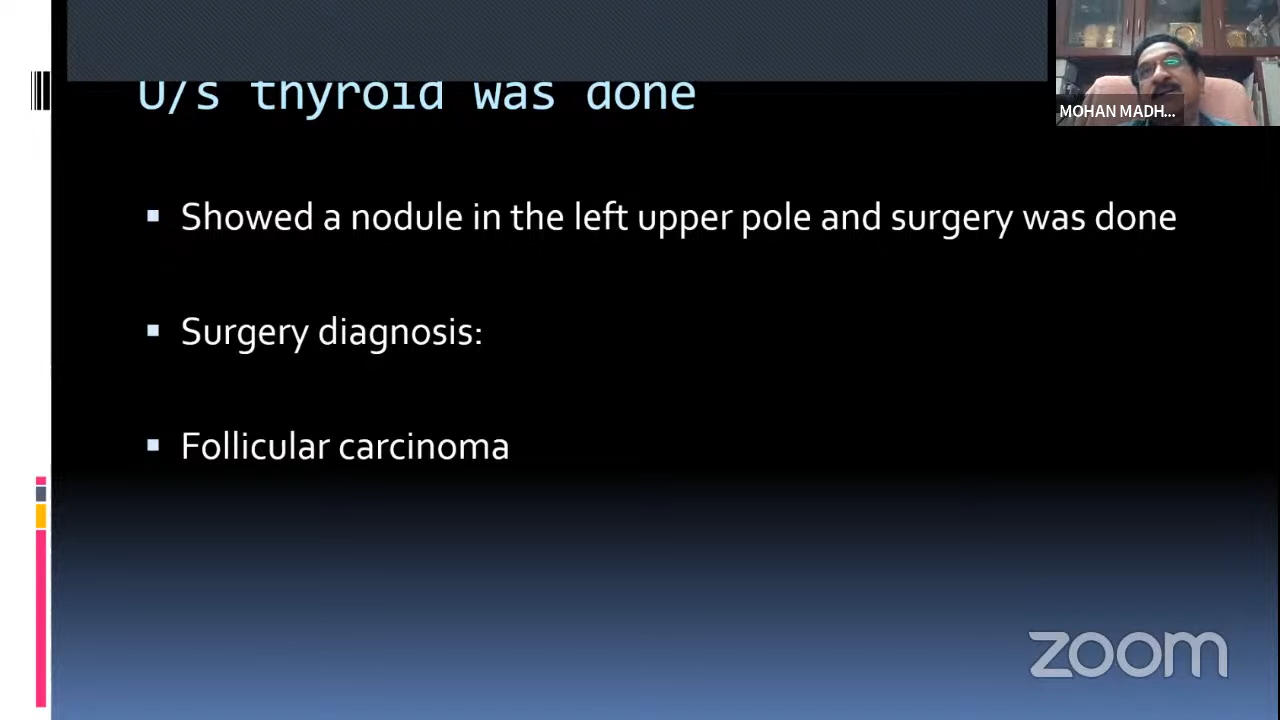 U/s thyroid was done
MOHAN MADH...
Showed a nodule in the left upper pole and surgery was done
Surgery diagnosis:
Follicular carcinoma
zoom